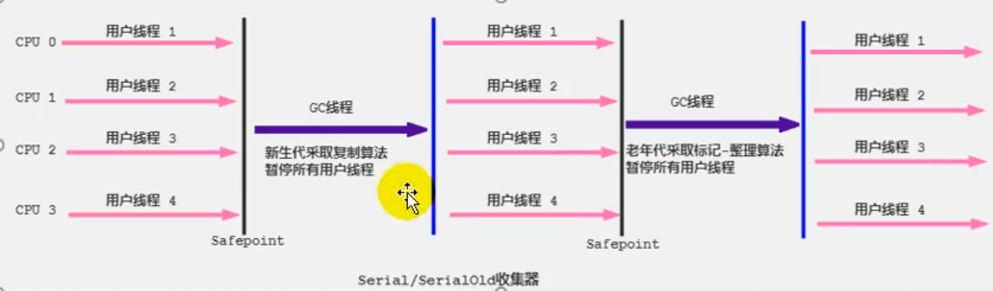 CPU 0
用户线程 1
用户线程 1
用户线程 1
CPU 1
用户线程 2
用户线程 2
用户线程 2
GC线程
GC线程
CPU 2
用户线程 3
用户线程 3
用户线程 3
新生代采取复制算法
暂停所有用户线程
老年代采取标记-整理算法
暂停所有用户线程
CPU 3
用户线程 4
用户线程 4
用户线程 4
Safepoint
Safepoint
Serial/SerialOld收集器